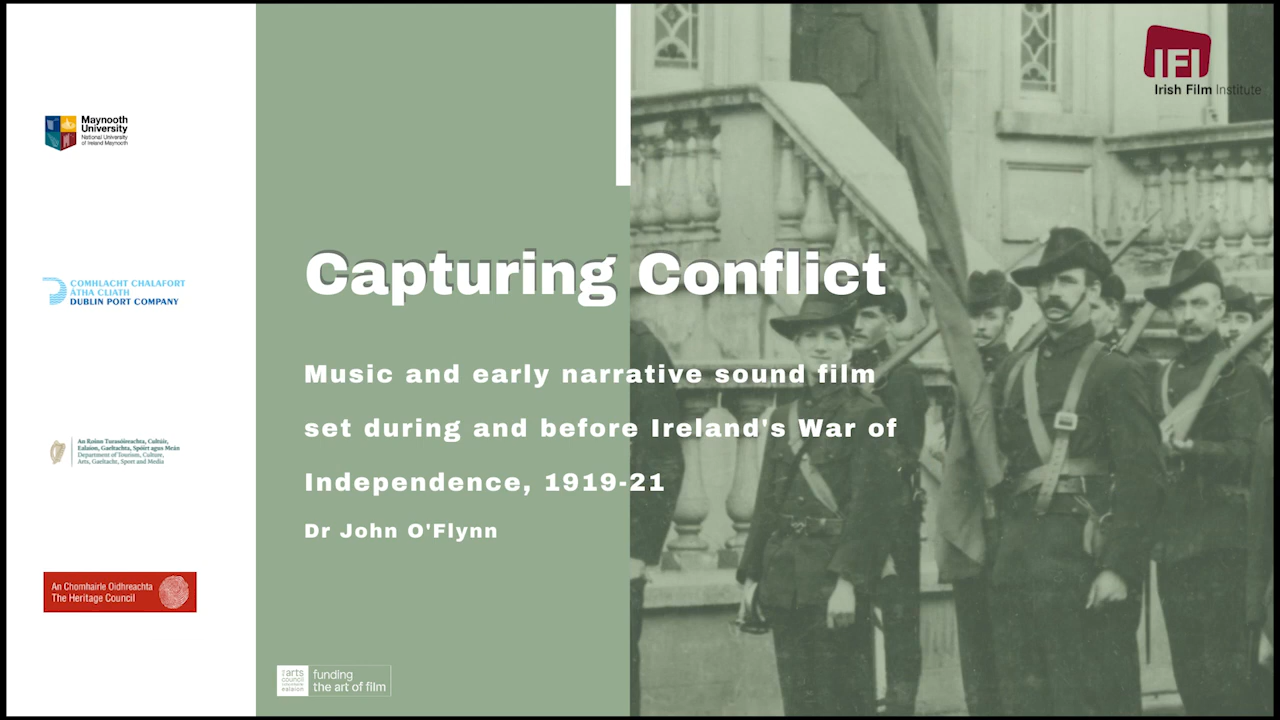 Maynooth
University
National University
of Ireland Maynooth
COMHLACHT CHALAFORT
ÁTHA CLIATH
DUBLIN PORT COMPANY
An Roinn Turasóireachta, Cultúir,
Ealaíon, Gaeltachta, Spóirt agus Meán
Department of Tourism, Culture,
Arts, Gaeltacht, Sport and Media
An Chomhairle Oidhreachta
The Heritage Council
IFI
Irish Film Institute
Capturing Conflict
Music and early narrative sound film
set during and before Ireland's War of
Independence, 1919-21
Dr John O'Flynn
arts
council
ealaíon
funding
the art of film